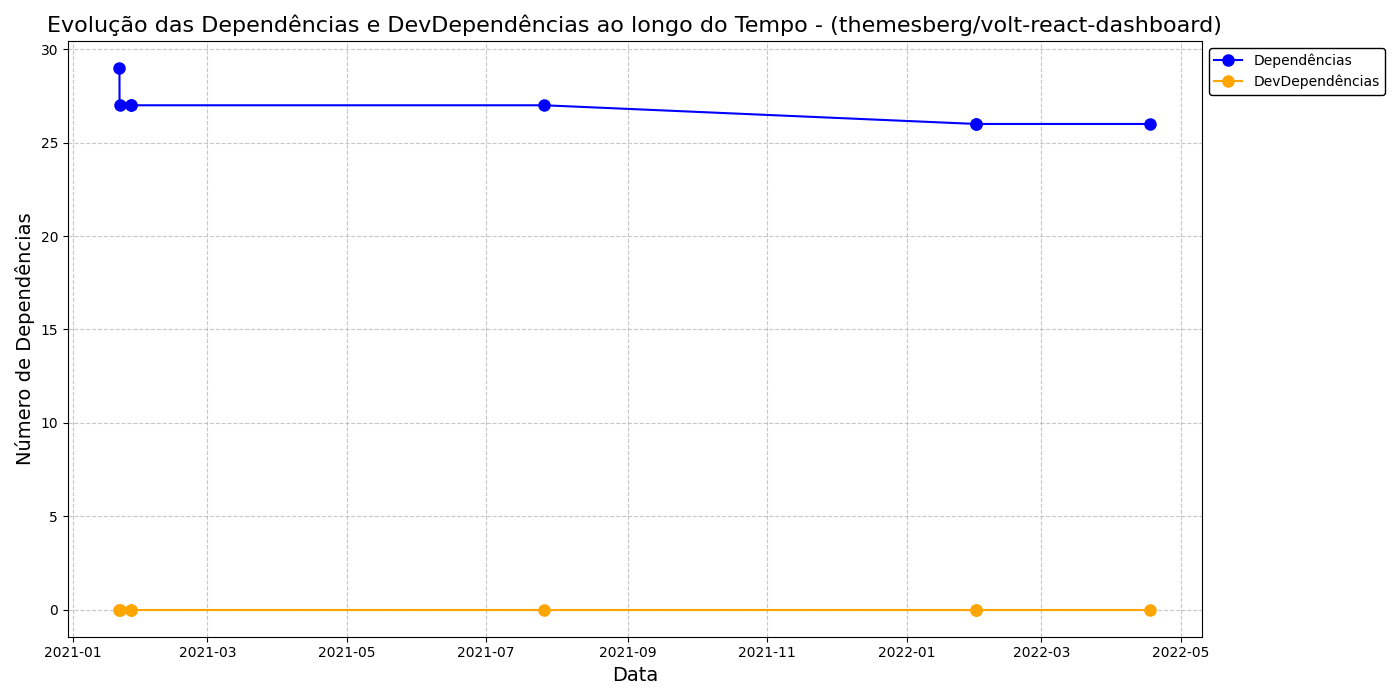 Evolução das Dependências e DevDependências ao longo do Tempo - (themesberg/volt-react-dashboard)
Dependências
DevDependências
Número de Dependências
30
25
20
15
10
5
0
2021-01 2021-03 2021-05 2021-07 2021-09 2021-11 2022-01 2022-03 2022-05
Data